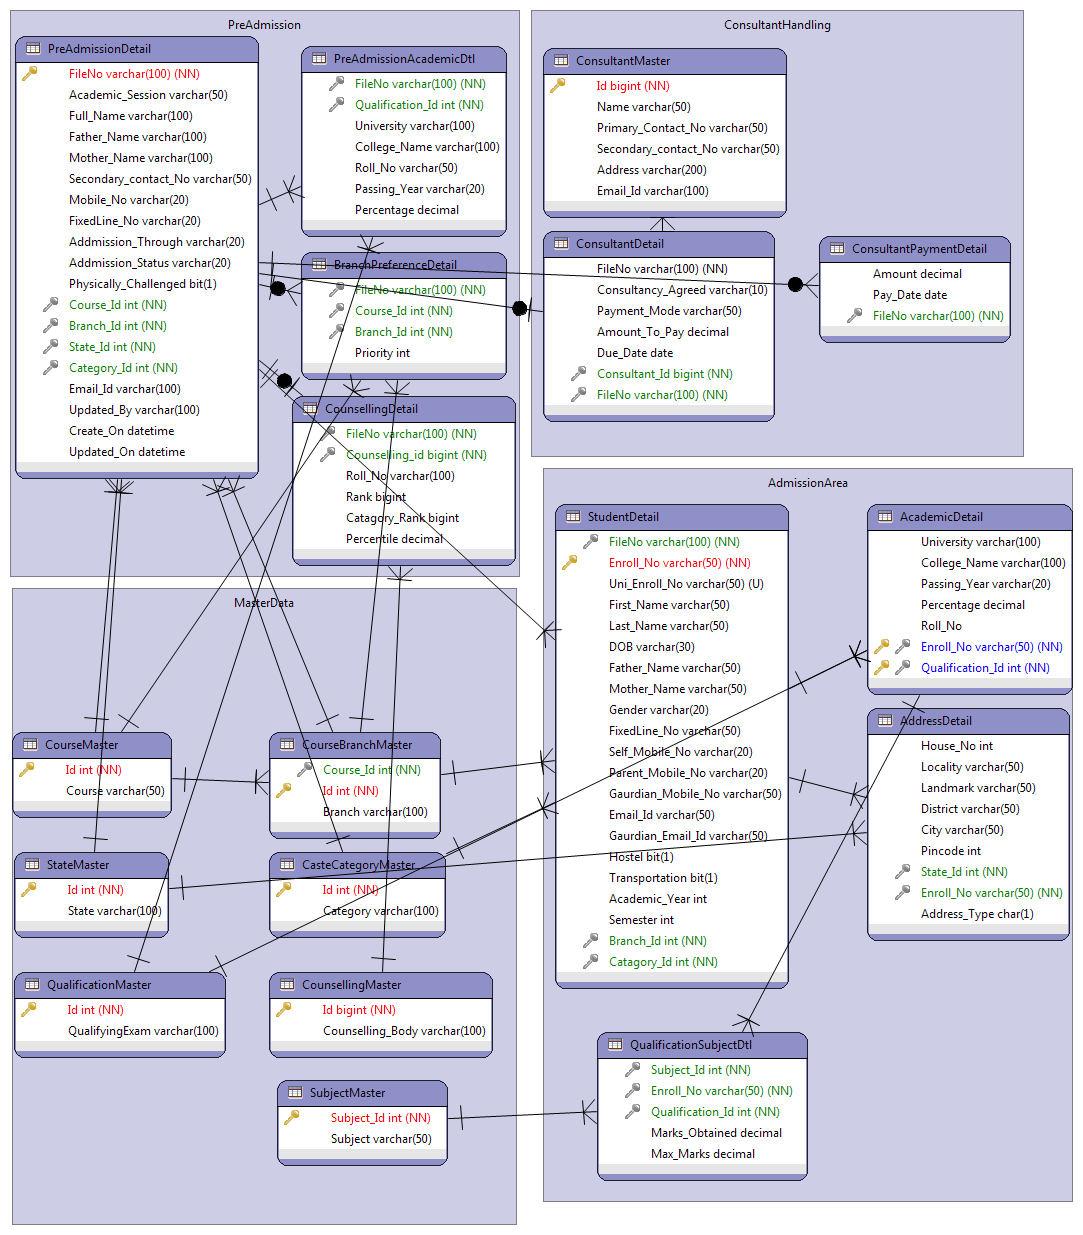 PreAdmission
PreAdmissionDetail
FileNo varchar(100) (NN)
Academic_Session varchar(50)
Full_Name varchar(100)
Father_Name varchar(100)
Mother_Name varchar(100)
Secondary_contact_No varchar(50)
Mobile_No varchar(20)
FixedLine_No varchar(20)
Addmission_Through varchar(20)
Addmission_Status varchar(20)
Physically_Challenged bit(1)
Course_Id int (NN)
Branch_Id int (NN)
State_Id int (NN)
Category_Id int (NN)
Email_Id varchar(100)
Updated_By varchar(100)
Create_On datetime
Updated_On datetime
PreAdmissionAcademicDtl
FileNo varchar(100) (NN)
Qualification_Id int (NN)
University varchar(100)
College_Name varchar(100)
Roll_No varchar(50)
Passing_Year varchar(20)
Percentage decimal
BranchPreferenceDetail
FileNo varchar(100) (NN)
Course_Id int (NN)
Branch_Id int (NN)
Priority int
CounsellingDetail
FileNo varchar(100) (NN)
Counselling_id bigint (NN)
Roll_No varchar(100)
Rank bigint
Catagory_Rank bigint
Percentile decimal
ConsultantHandling
ConsultantMaster
Id bigint (NN)
Name varchar(50)
Primary_Contact_No varchar(50)
Secondary_contact_No varchar(50)
Address varchar(200)
Email_Id varchar(100)
ConsultantDetail
FileNo varchar(100) (NN)
Consultancy_Agreed varchar(10)
Payment_Mode varchar(50)
Amount_To_Pay decimal
Due_Date date
Consultant_Id bigint (NN)
FileNo varchar(100) (NN)
ConsultantPaymentDetail
Amount decimal
Pay_Date date
FileNo varchar(100) (NN)
MasterData
CourseMaster
Id int (NN)
Course varchar(50)
CourseBranchMaster
Course_Id int (NN)
Id int (NN)
Branch varchar(100)
StateMaster
Id int (NN)
State varchar(100)
CasteCategoryMaster
Id int (NN)
Category varchar(100)
QualificationMaster
Id int (NN)
QualifyingExam varchar(100)
CounsellingMaster
Id bigint (NN)
Counselling_Body varchar(100)
SubjectMaster
Subject_Id int (NN)
Subject varchar(50)
AdmissionArea
StudentDetail
FileNo varchar(100) (NN)
Enroll_No varchar(50) (NN)
Uni_Enroll_No varchar(50) (U)
First_Name varchar(50)
Last_Name varchar(50)
DOB varchar(30)
Father_Name varchar(50)
Mother_Name varchar(50)
Gender varchar(20)
FixedLine_No varchar(50)
Self_Mobile_No varchar(20)
Parent_Mobile_No varchar(20)
Gaurdian_Mobile_No varchar(50)
Email_Id varchar(50)
Gaurdian_Email_Id varchar(50)
Hostel bit(1)
Transportation bit(1)
Academic_Year int
Semester int
Branch_Id int (NN)
Catagory_Id int (NN)
AcademicDetail
University varchar(100)
College_Name varchar(100)
Passing_Year varchar(20)
Percentage decimal
Roll_No
Enroll_No varchar(50) (NN)
Qualification_Id int (NN)
AddressDetail
House_No int
Locality varchar(50)
Landmark varchar(50)
District varchar(50)
City varchar(50)
Pincode int
State_Id int (NN)
Enroll_No varchar(50) (NN)
Address_Type char(1)
QualificationSubjectDtl
Subject_Id int (NN)
Enroll_No varchar(50) (NN)
Qualification_Id int (NN)
Marks_Obtained decimal
Max_Marks decimal